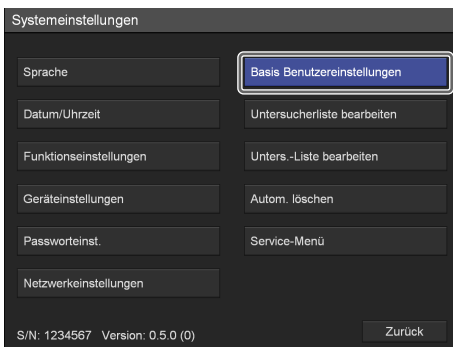 Systemeinstellungen
Sprache
Basis Benutzereinstellungen
Datum/Uhrzeit
Untersucherliste bearbeiten
Funktionseinstellungen
Unters.-Liste bearbeiten
Geräteinstellungen
Autom. löschen
Passworteinst.
Service-Menü
Netzwerkeinstellungen
S/N: 1234567 Version: 0.5.0 (0)
Zurück